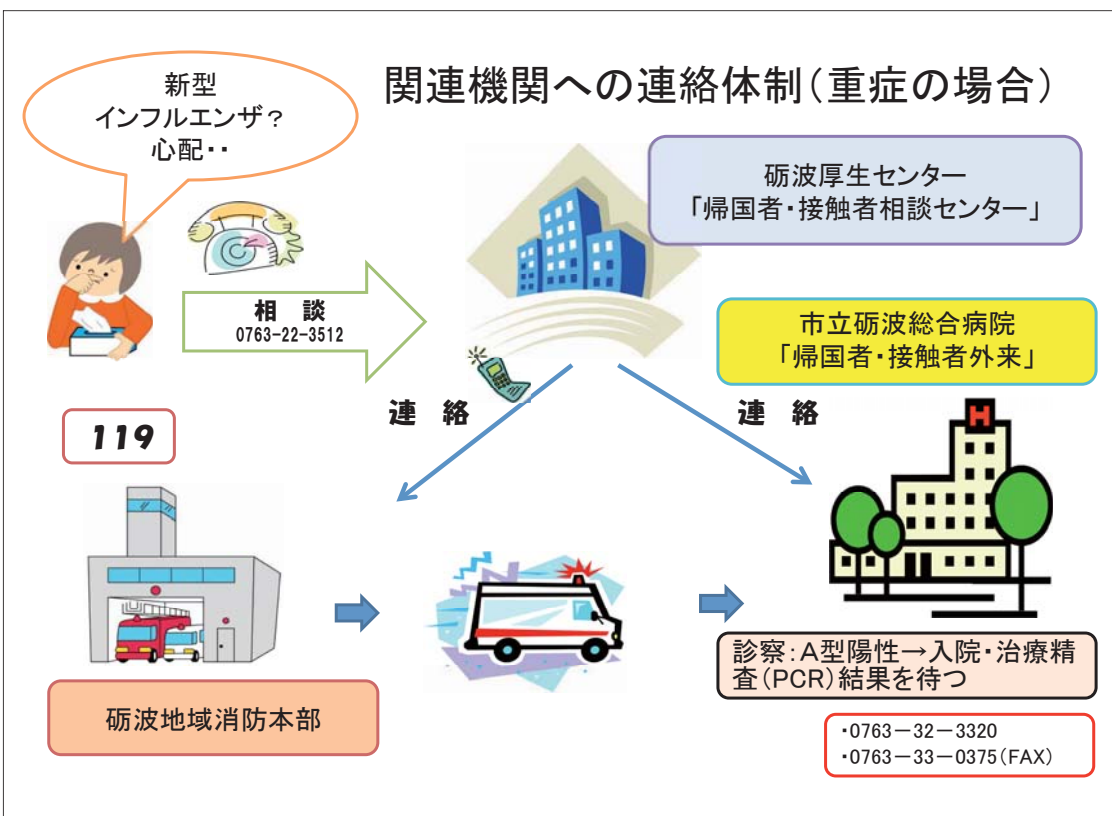 関連機関への連絡体制(重症の場合)
新型
インフルエンザ?
心配・・
砺波厚生センター
「帰国者・接触者相談センター」
相 談
0763-22-3512
市立砺波総合病院
「帰国者・接触者外来」
連 絡
連 絡
119
H
診察:A型陽性→入院・治療精
査(PCR)結果を待つ
砺波地域消防本部
・0763-32-3320
・0763-33-0375(FAX)